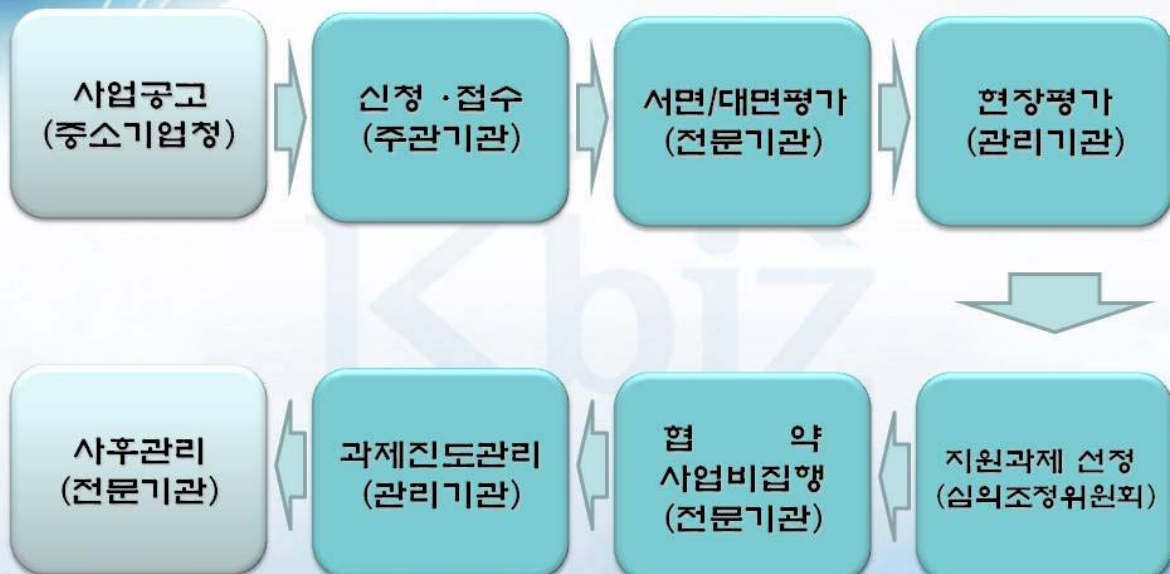 사업공고
(중소기업청)
신청 ·접수
(주관기관)
서면/대면평가
(전문기관)
현장평가
(관리기관)
지원과제 선정
(심의조정위원회)
협 약
사업비집행
(전문기관)
과제진도관리
(관리기관)
사후관리
(전문기관)
Kbiz